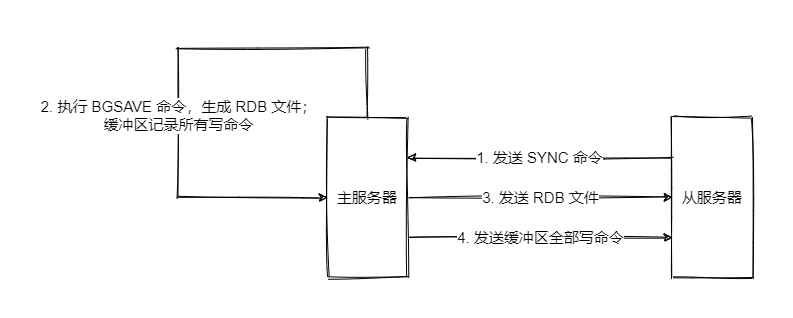 2. 执行 BGSAVE 命令，生成 RDB 文件；
缓冲区记录所有写命令
1. 发送 SYNC 命令
主服务器
3. 发送 RDB 文件
从服务器
4. 发送缓冲区全部写命令